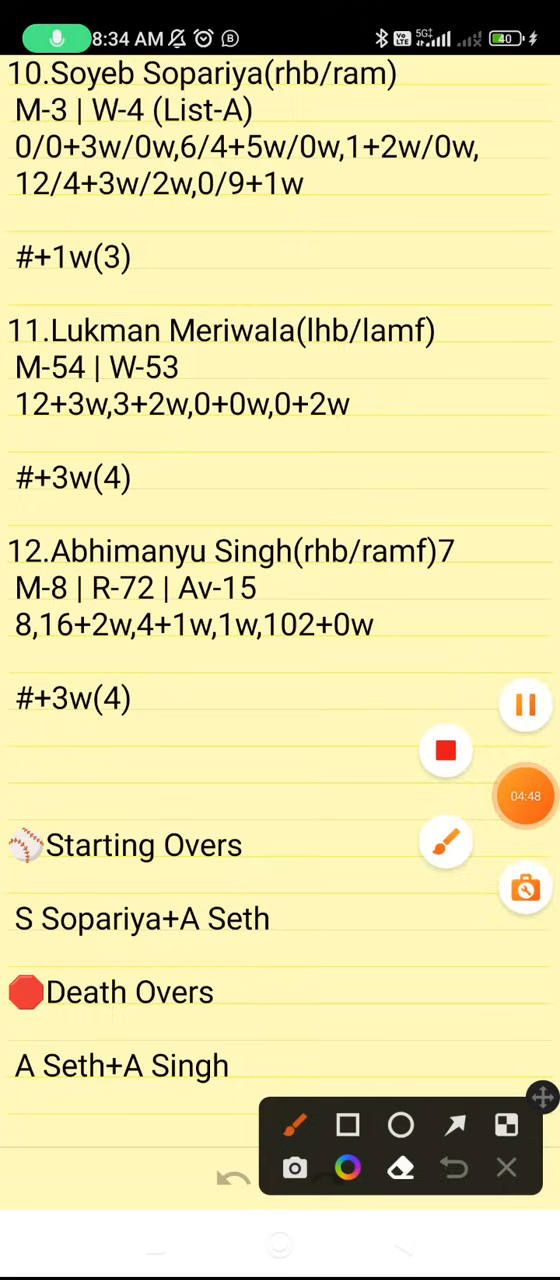 8:34 AM
Vo LTE
5G
40
10.Soyeb Sopariya(rhb/ram)
M-3 | W-4 (List-A)
0/0+3w/0w,6/4+5w/0w,1+2w/0w,
12/4+3w/2w,0/9+1w
#+1w(3)
11.Lukman Meriwala(lhb/lamf)
M-54 | W-53
12+3w,3+2w,0+0w,0+2w
#+3w(4)
12.Abhimanyu Singh(rhb/ramf)7
M-8 | R-72 | Av-15
8,16+2w,4+1w,1w,102+0w
#+3w(4)
04:48
Starting Overs
S Sopariya+A Seth
Death Overs
A Seth+A Singh